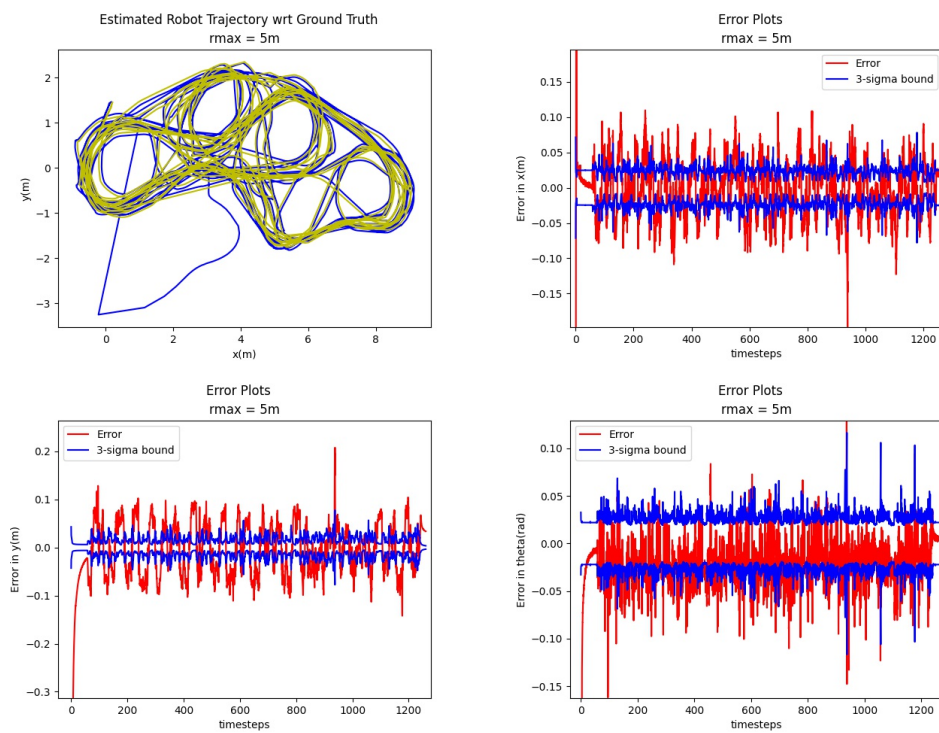 Estimated Robot Trajectory wrt Ground Truth
rmax = 5m
2
1
0
−1
−2
−3
y(m)
0 2 4 6 8
x(m)
Error Plots
rmax = 5m
Error
3-sigma bound
0.15
0.10
0.05
0.00
−0.05
−0.10
−0.15
Error in x(m)
0 200 400 600 800 1000 1200
timesteps
Error Plots
rmax = 5m
Error
3-sigma bound
0.2
0.1
0.0
−0.1
−0.2
−0.3
Error in y(m)
0 200 400 600 800 1000 1200
timesteps
Error Plots
rmax = 5m
Error
3-sigma bound
0.10
0.05
0.00
−0.05
−0.10
−0.15
Error in theta(rad)
0 200 400 600 800 1000 1200
timesteps